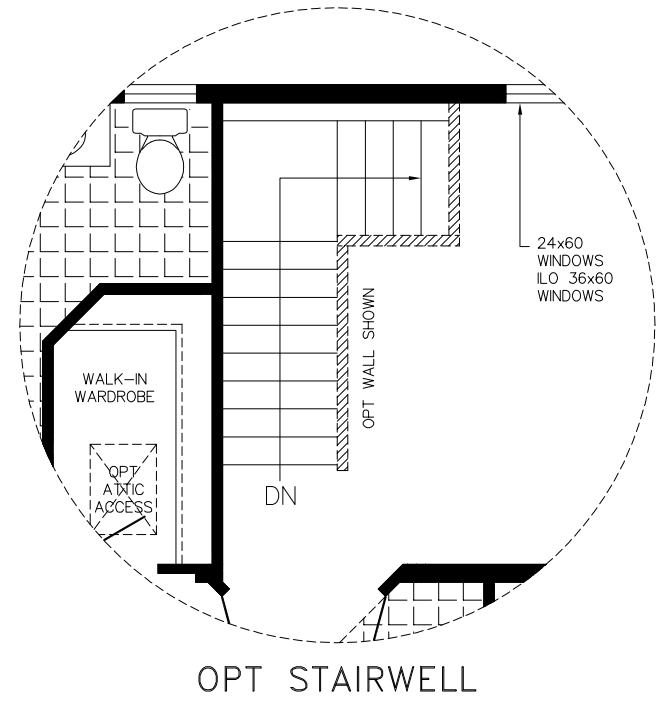 24x60
WINDOWS
ILO 36x60
WINDOWS
OPT WALL SHOWN
WALK-IN
WARDROBE
OPT
ATTIC
ACCESS
DN
OPT STAIRWELL